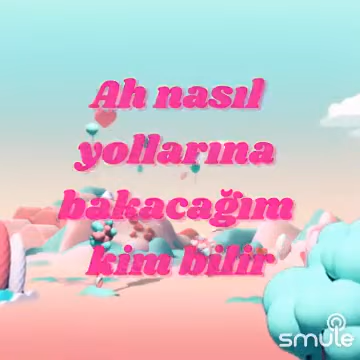 Ah nasıl
yollarına
bakacağım
kim bilir
smule